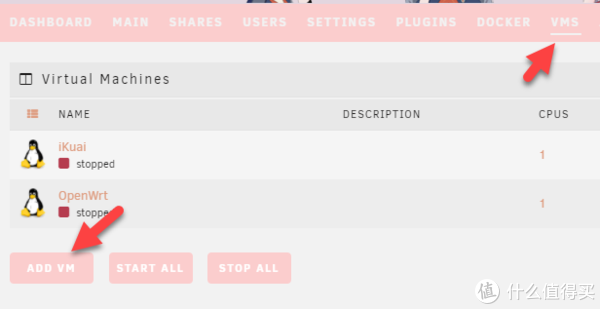 DASHBOARD MAIN SHARES USERS SETTINGS PLUGINS DOCKER VMS
Virtual Machines
NAME DESCRIPTION CPUS
iKuai 1
stopped
OpenWrt 1
stopped
ADD VM START ALL STOP ALL
值 什么值得买